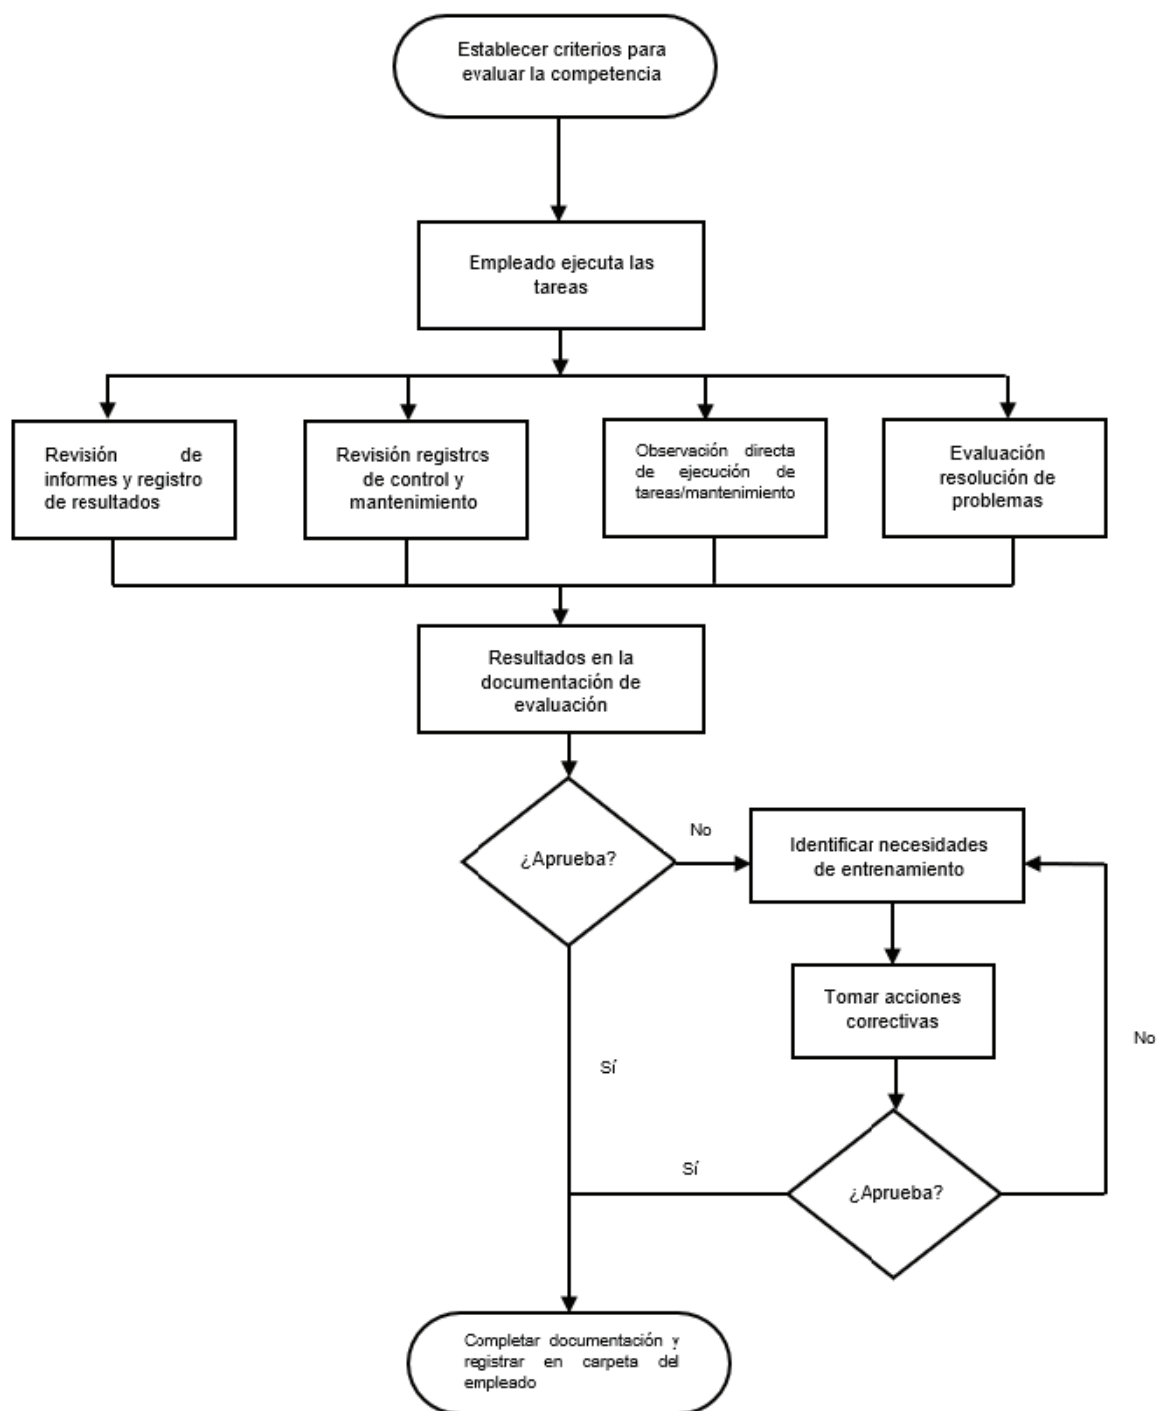 Establecer criterios para
evaluar la competencia
Empleado ejecuta las
tareas
Revisión de
informes y registro
de resultados
Revisión registros
de control y
mantenimiento
Observación directa
de ejecución de
tareas/mantenimiento
Evaluación
resolución de
problemas
Resultados en la
documentación de
evaluación
¿Aprueba?
No
Identificar necesidades
de entrenamiento
Tomar acciones
correctivas
No
Sí
Sí
¿Aprueba?
Completar documentación y
registrar en carpeta del
empleado